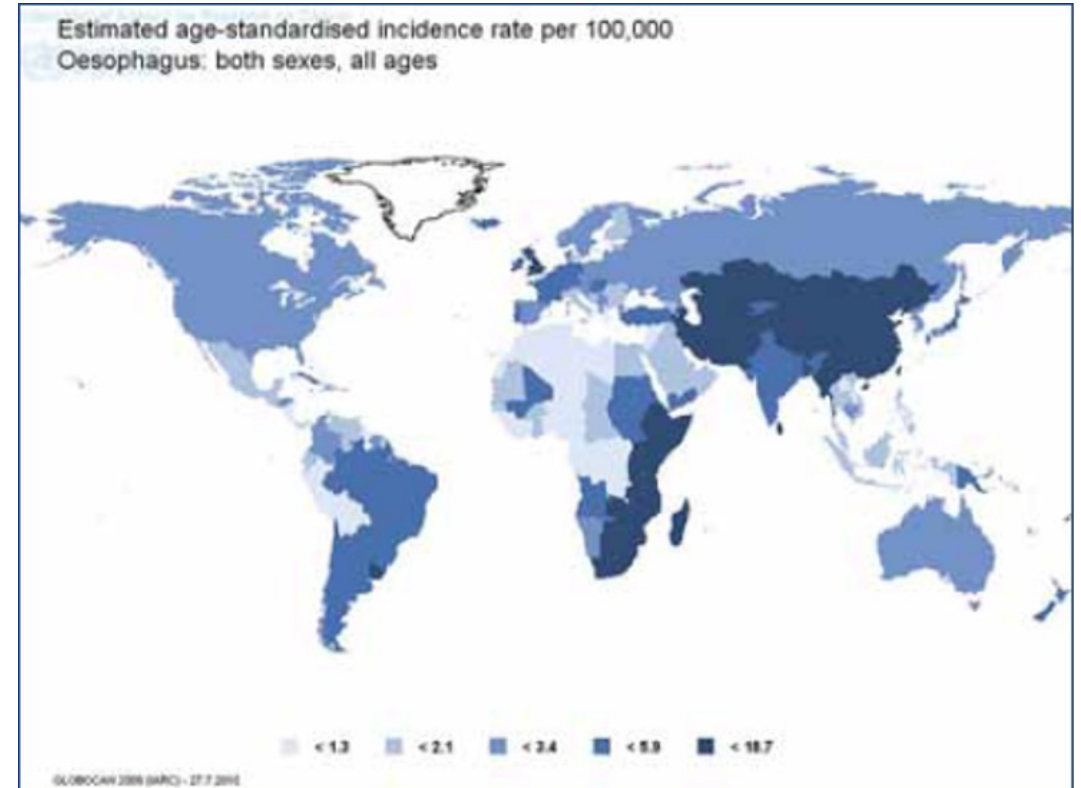 Estimated age-standardised incidence rate per 100,000
Oesophagus: both sexes, all ages
< 1.3 < 2.1 < 3.4 < 5.9 < 18.7
GLOBOCAN 2008 (IARC) - 27.7.2010